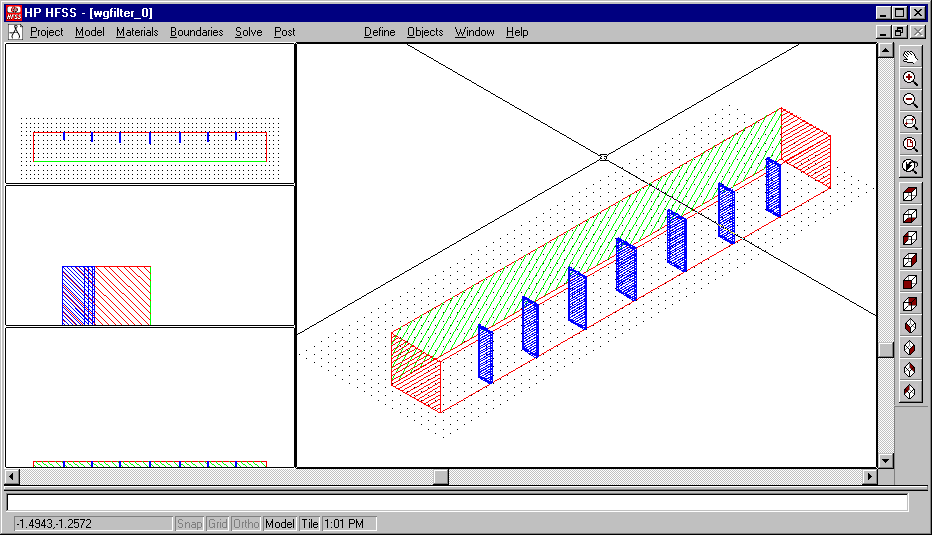 HP HFSS - [wgfilter_0]
Project Model Materials Boundaries Solve Post Define Objects Window Help
-1.4943,-1.2572 Snap Grid Ortho Model Tile 1:01 PM